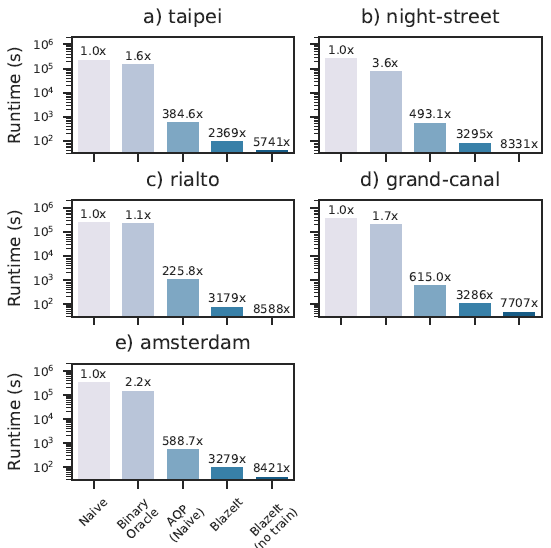 a) taipei
b) night-street
Runtime (s)
10⁶
10⁵
10⁴
10³
10²
1.0x
1.6x
384.6x
2369x
5741x
1.0x
3.6x
493.1x
3295x
8331x
c) rialto
d) grand-canal
Runtime (s)
10⁶
10⁵
10⁴
10³
10²
1.0x
1.1x
225.8x
3179x
8588x
1.0x
1.7x
615.0x
3286x
7707x
e) amsterdam
Runtime (s)
10⁶
10⁵
10⁴
10³
10²
1.0x
2.2x
588.7x
3279x
8421x
Naive
Binary
Oracle
AQP
(Naive)
BlazeIt
BlazeIt
(no train)